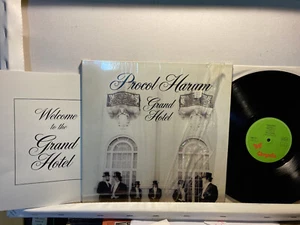 Welcome
to the
Grand
Hotel
Procol Harum
Grand
Hotel